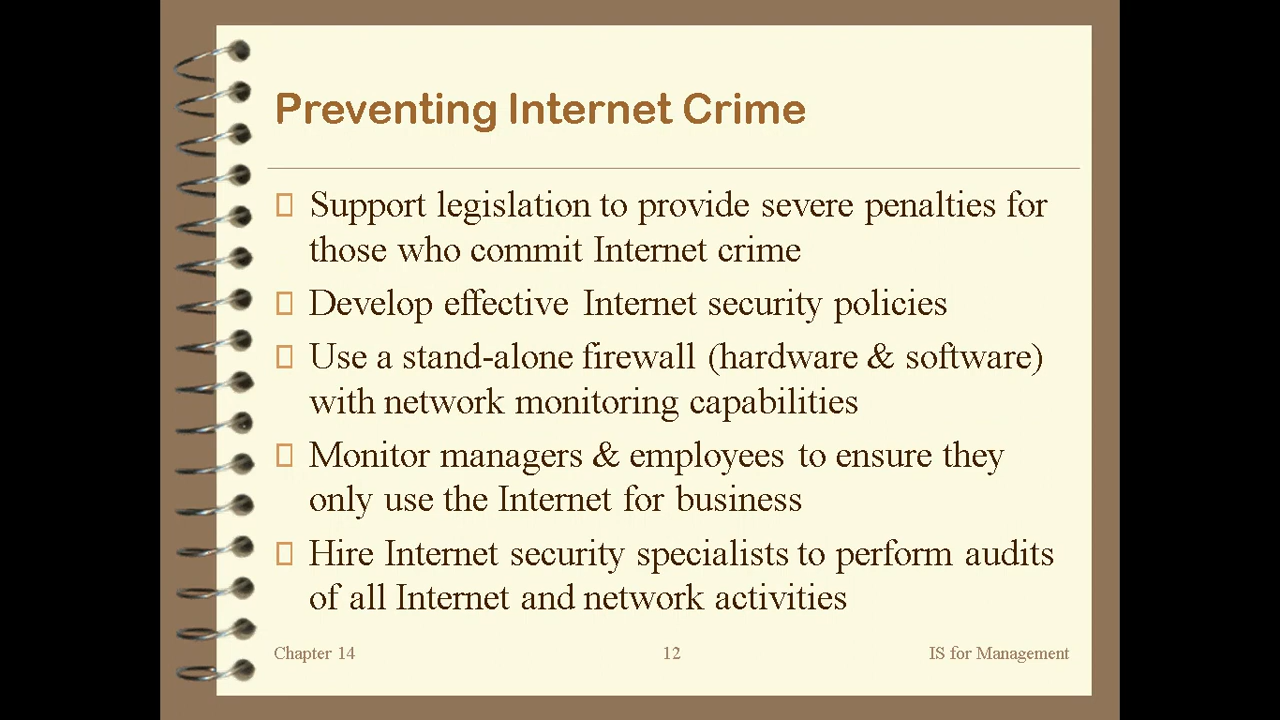 Preventing Internet Crime
Support legislation to provide severe penalties for
those who commit Internet crime
Develop effective Internet security policies
Use a stand-alone firewall (hardware & software)
with network monitoring capabilities
Monitor managers & employees to ensure they
only use the Internet for business
Hire Internet security specialists to perform audits
of all Internet and network activities
Chapter 14
12
IS for Management